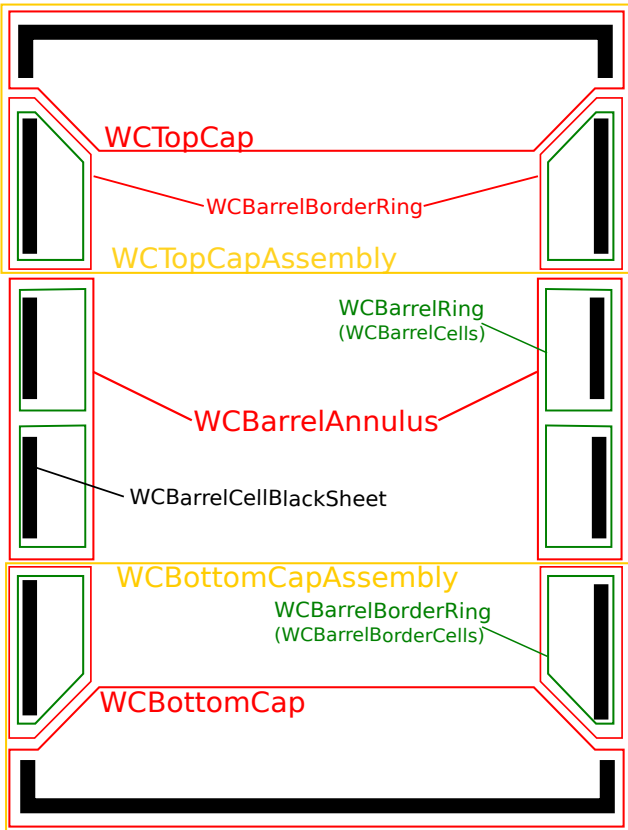 WCTopCap
WCBarrelBorderRing
WCTopCapAssembly
WCBarrelRing
(WCBarrelCells)
WCBarrelAnnulus
WCBarrelCellBlackSheet
WCBottomCapAssembly
WCBarrelBorderRing
(WCBarrelBorderCells)
WCBottomCap